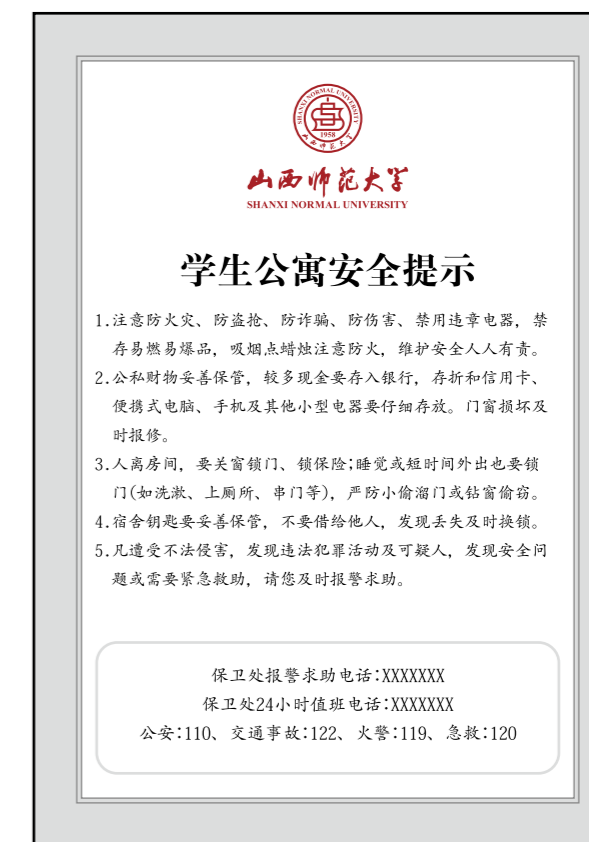 SHANXI NORMAL UNIVERSITY
1958
山西师范大学
山西师范大学
SHANXI NORMAL UNIVERSITY
学生公寓安全提示
1.注意防火灾、防盗抢、防诈骗、防伤害、禁用违章电器，禁
存易燃易爆品，吸烟点蜡烛注意防火，维护安全人人有责。
2.公私财物妥善保管，较多现金要存入银行，存折和信用卡、
便携式电脑、手机及其他小型电器要仔细存放。门窗损坏及
时报修。
3.人离房间，要关窗锁门、锁保险;睡觉或短时间外出也要锁
门(如洗漱、上厕所、串门等)，严防小偷溜门或钻窗偷窃。
4.宿舍钥匙要妥善保管，不要借给他人，发现丢失及时换锁。
5.凡遭受不法侵害，发现违法犯罪活动及可疑人，发现安全问
题或需要紧急救助，请您及时报警求助。
保卫处报警求助电话:XXXXXXX
保卫处24小时值班电话:XXXXXXX
公安:110、交通事故:122、火警:119、急救:120